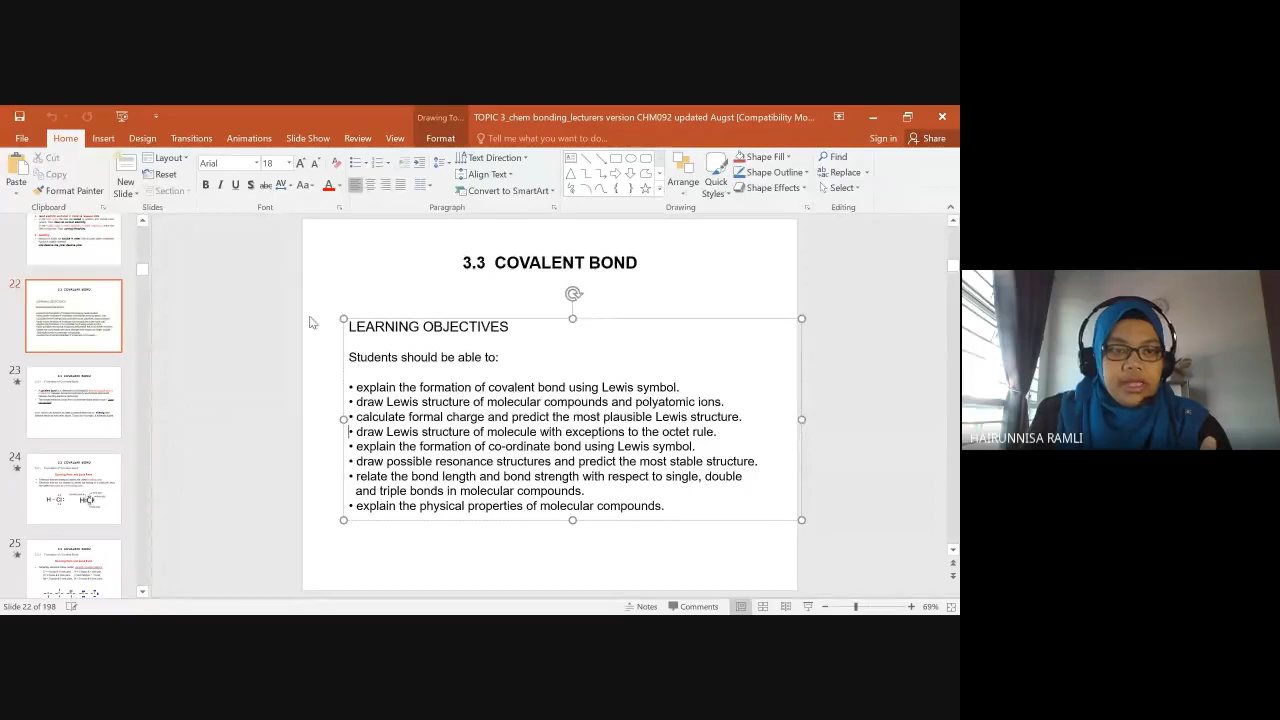 Drawing To...
TOPIC 3_chem bonding_lecturers version CHM092 updated Augst [Compatibility Mo...
File
Home
Insert
Design
Transitions
Animations
Slide Show
Review
View
Format
Tell me what you want to do...
Sign in
Share
Paste
Cut
Copy
Format Painter
Clipboard
New Slide
Layout
Reset
Section
Slides
Arial
18
B I U S abc AV Aa A
Font
Text Direction
Align Text
Convert to SmartArt
Paragraph
Arrange
Quick Styles
Shape Fill
Shape Outline
Shape Effects
Drawing
Find
Replace
Select
Editing
22
23
24
25
3.3 COVALENT BOND
LEARNING OBJECTIVES
Students should be able to:
• explain the formation of covalent bond using Lewis symbol.
• draw Lewis structure of molecular compounds and polyatomic ions.
• calculate formal charge and predict the most plausible Lewis structure.
• draw Lewis structure of molecule with exceptions to the octet rule.
• explain the formation of co-ordinate bond using Lewis symbol.
• draw possible resonance structures and predict the most stable structure.
• relate the bond length and bond strength with respect to single, double
and triple bonds in molecular compounds.
• explain the physical properties of molecular compounds.
HAIRUNNISA RAMLI
Slide 22 of 198
Notes
Comments
69%